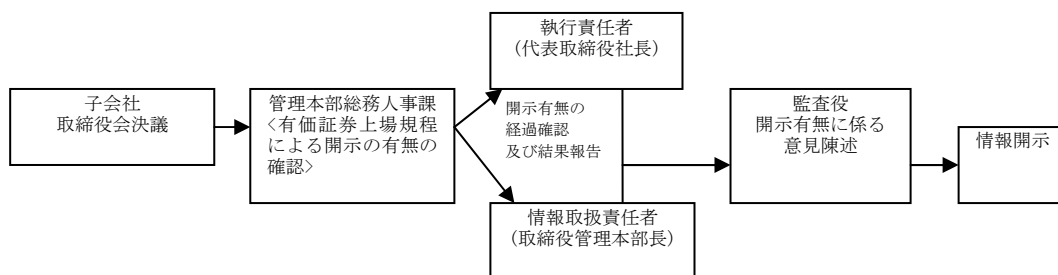 子会社
取締役会決議
管理本部総務人事課
<有価証券上場規程
による開示の有無の
確認>
執行責任者
(代表取締役社長)
開示有無の
経過確認
及び結果報告
情報取扱責任者
(取締役管理本部長)
監査役
開示有無に係る
意見陳述
情報開示